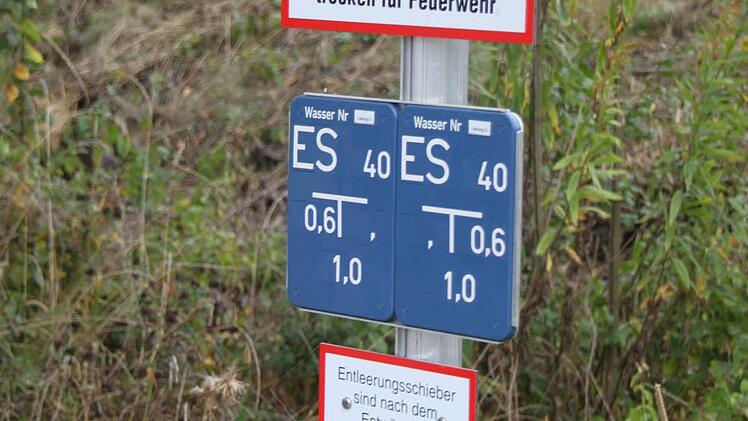 trocken für Feuerwehr
Wasser Nr
ES 40
0,6 ,
1,0
Wasser Nr
ES 40
, 0,6
1,0
Entleerungsschieber
sind nach dem